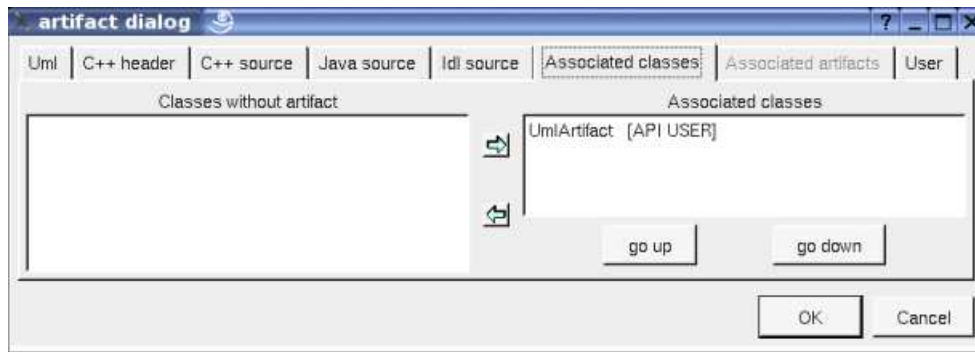 artifact dialog
Uml C++ header C++ source Java source Idl source Associated classes Associated artifacts User
Classes without artifact Associated classes
UmlArtifact [API USER]
go up go down
OK Cancel